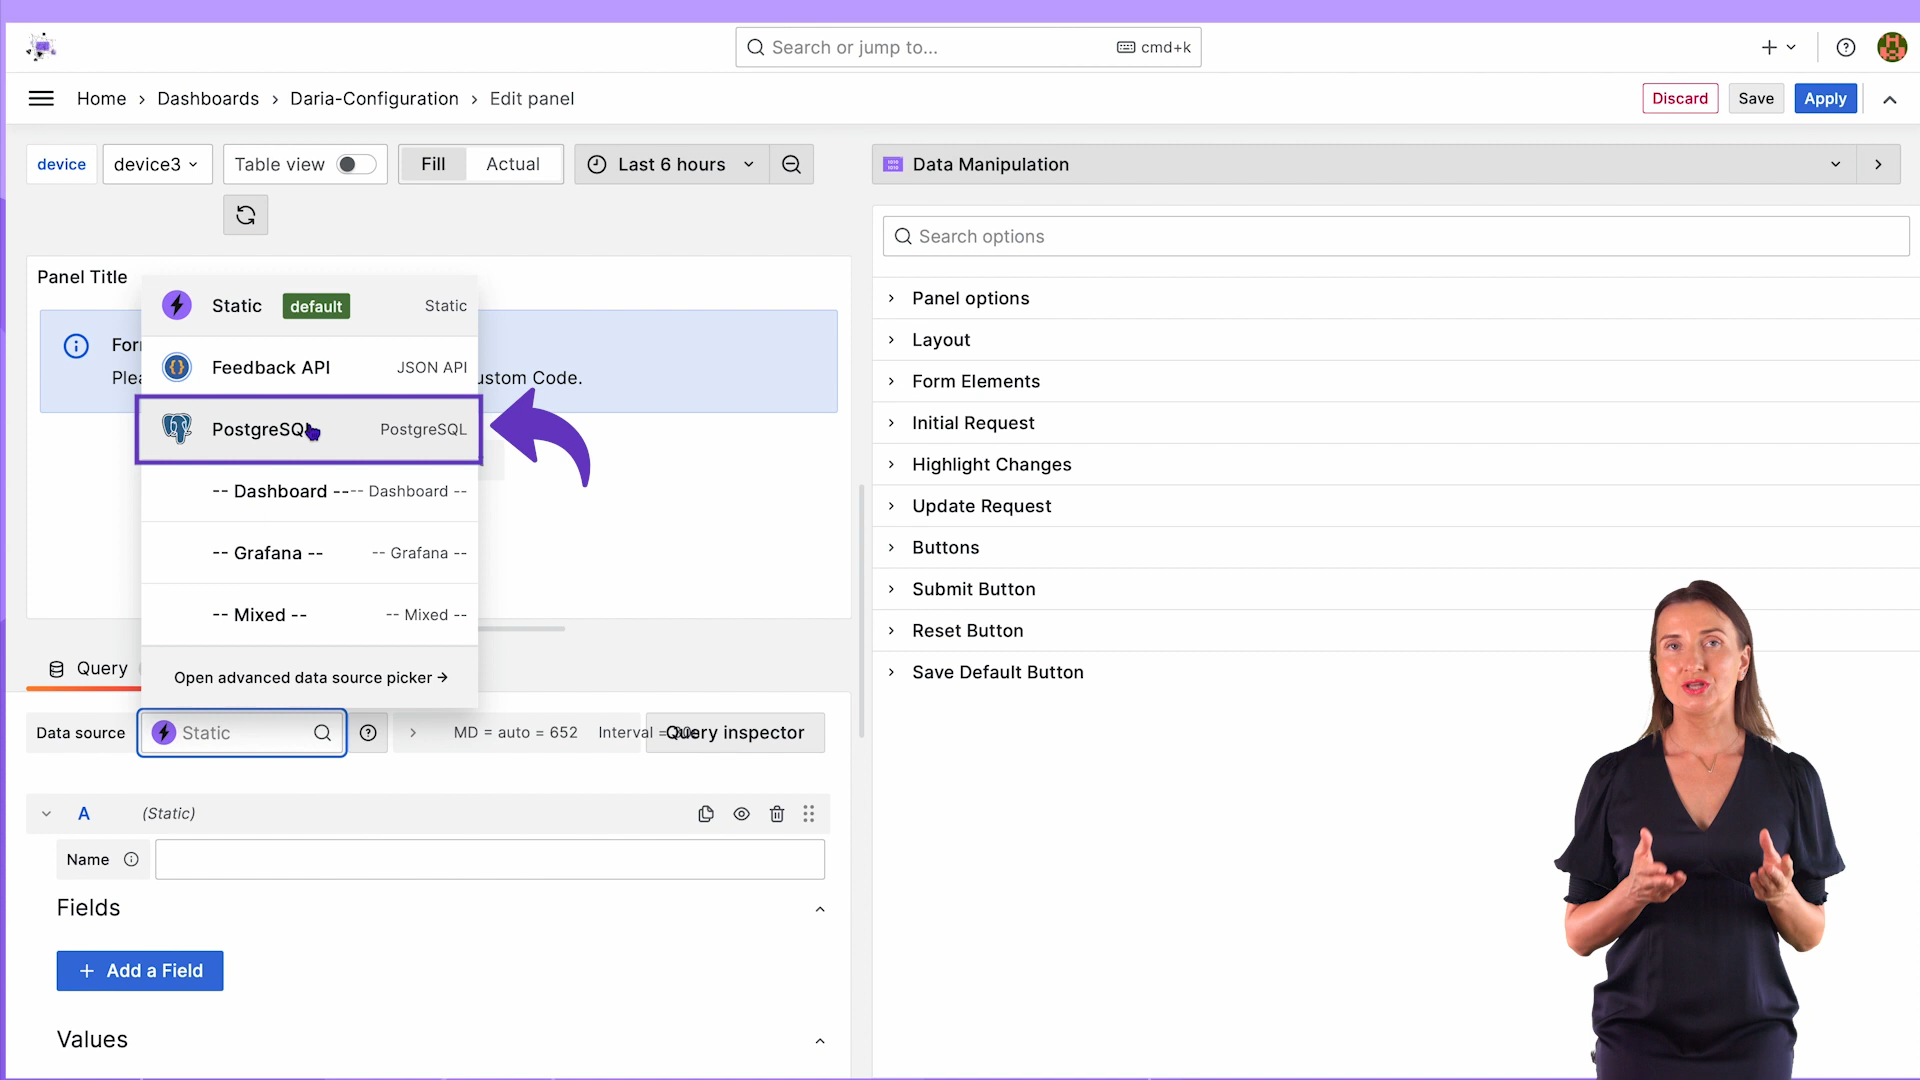 Search or jump to...
cmd+k
Home › Dashboards › Daria-Configuration › Edit panel
Discard
Save
Apply
device
device3
Table view
Fill
Actual
Last 6 hours
Data Manipulation
Search options
Panel Title
Static
default
Static
Feedback API
JSON API
ustom Code.
PostgreSQL
PostgreSQL
-- Dashboard --
-- Dashboard --
-- Grafana --
-- Grafana --
-- Mixed --
-- Mixed --
Open advanced data source picker →
Panel options
Layout
Form Elements
Initial Request
Highlight Changes
Update Request
Buttons
Submit Button
Reset Button
Save Default Button
Query
Data source
Static
MD = auto = 652
Interval =
Query inspector
A
(Static)
Name
Fields
+ Add a Field
Values